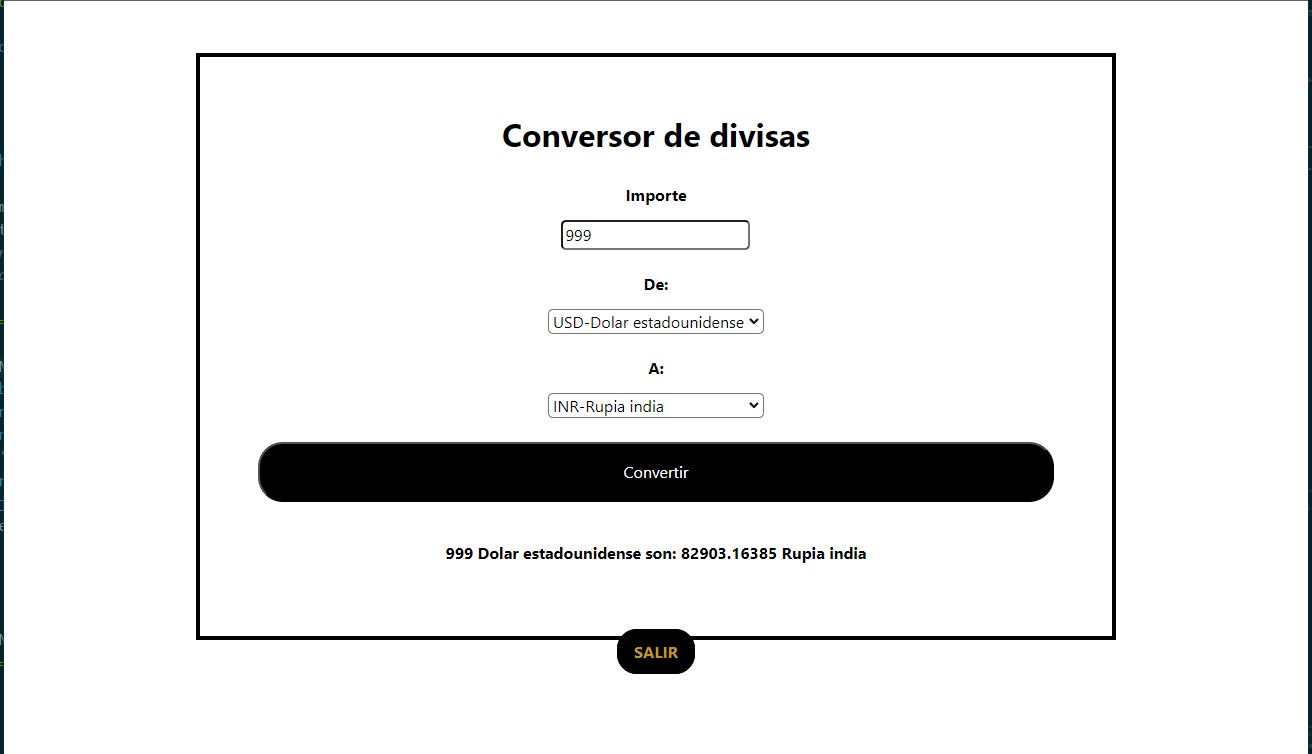 Conversor de divisas
Importe
999
De:
USD-Dolar estadounidense
A:
INR-Rupia india
Convertir
999 Dolar estadounidense son: 82903.16385 Rupia india
SALIR